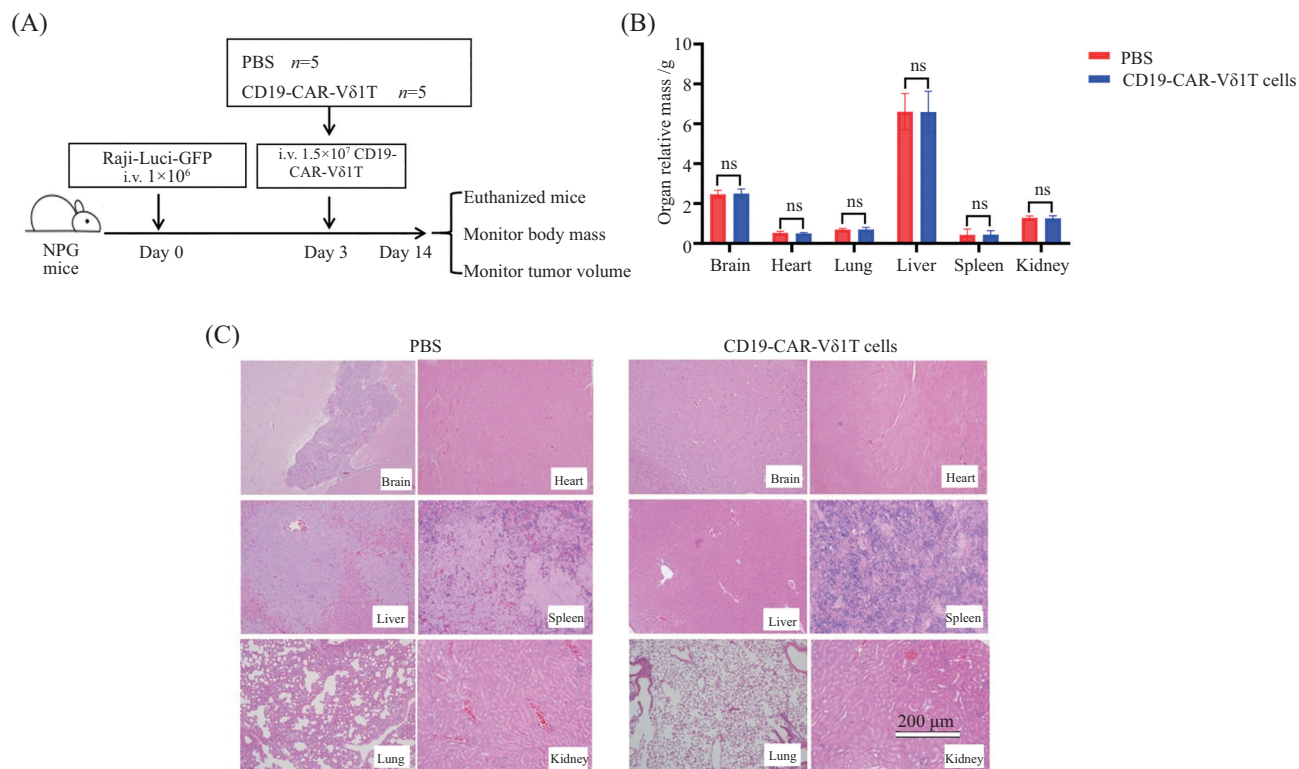 (A)
PBS n=5
CD19-CAR-Vδ1T n=5
Raji-Luci-GFP
i.v. 1×10⁶
i.v. 1.5×10⁷ CD19-
CAR-Vδ1T
NPG
mice
Day 0
Day 3
Day 14
Euthanized mice
Monitor body mass
Monitor tumor volume
(B)
Organ relative mass /g
10
8
6
4
2
0
ns
ns
ns
ns
ns
ns
Brain
Heart
Lung
Liver
Spleen
Kidney
PBS
CD19-CAR-Vδ1T cells
(C)
PBS
CD19-CAR-Vδ1T cells
Brain
Heart
Brain
Heart
Liver
Spleen
Liver
Spleen
Lung
Kidney
Lung
200 μm
Kidney